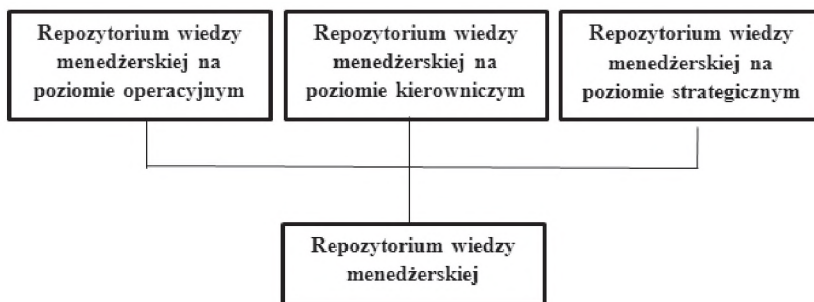 Repozytorium wiedzy
menedżerskiej na
poziomie operacyjnym
Repozytorium wiedzy
menedżerskiej na
poziomie kierowniczym
Repozytorium wiedzy
menedżerskiej na
poziomie strategicznym
Repozytorium wiedzy
menedżerskiej